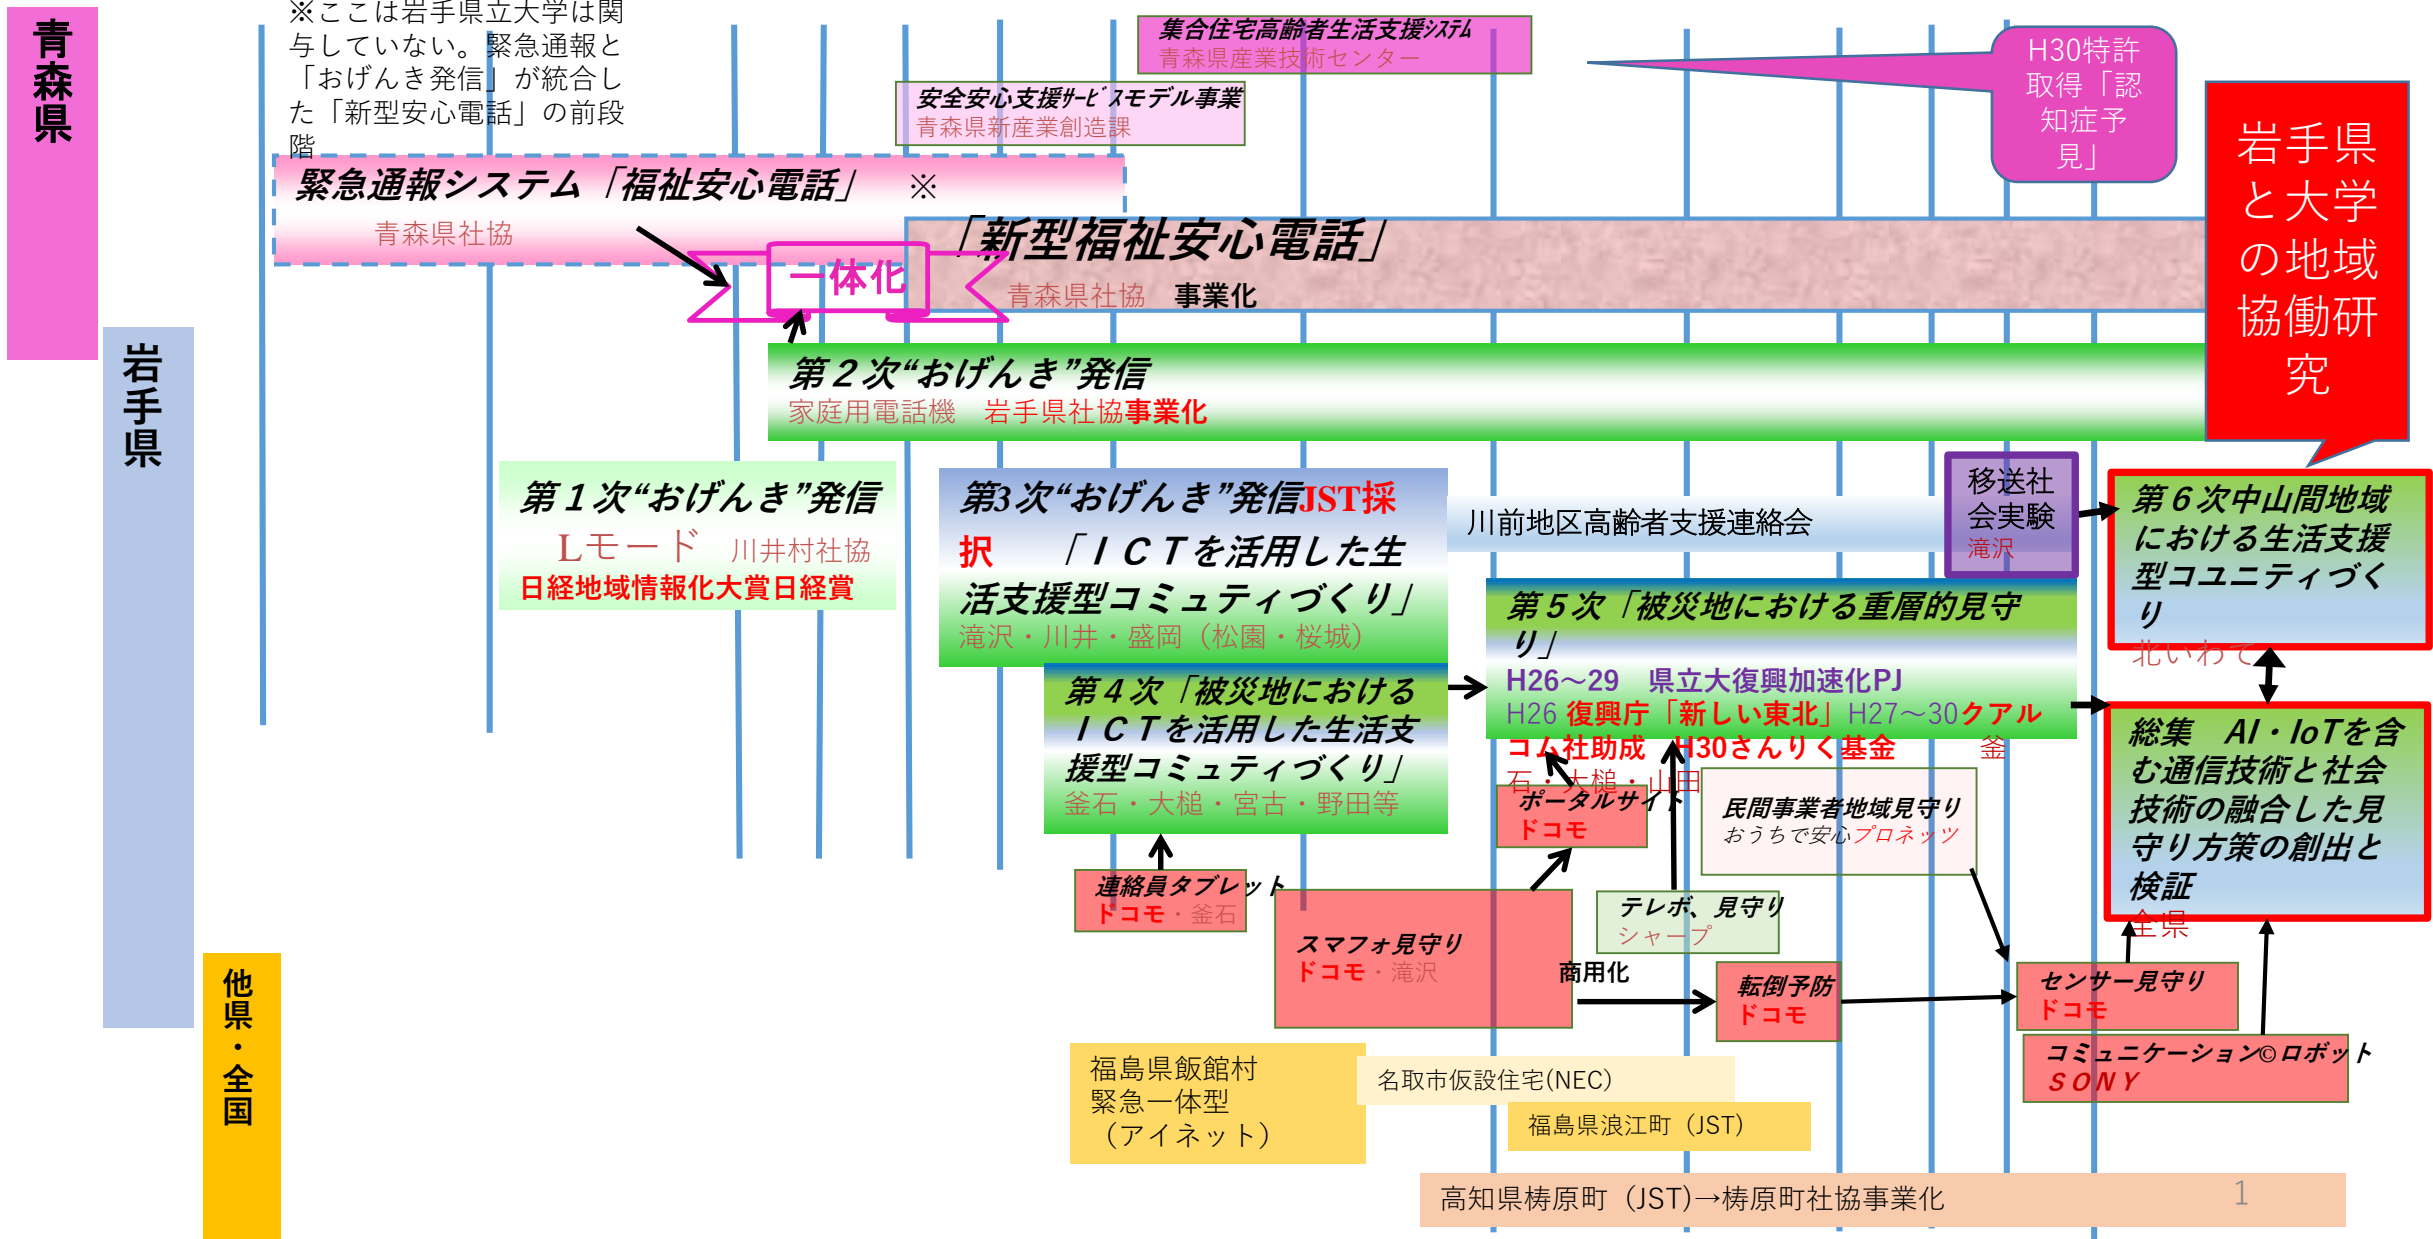 青森県
※ここは岩手県立大学は関
与していない。緊急通報と
「おげんき発信」が統合し
た「新型安心電話」の前段
階
集合住宅高齢者生活支援ｼｽﾃﾑ
青森県産業技術センター
安全安心支援ｻｰﾋﾞｽモデル事業
青森県新産業創造課
H30特許
取得「認
知症予
見」
岩手県
と大学
の地域
協働研
究
緊急通報システム「福祉安心電話」　※
青森県社協
「新型福祉安心電話」
青森県社協　事業化
一体化
岩手県
第２次“おげんき”発信
家庭用電話機　岩手県社協事業化
第１次“おげんき”発信
Lモード　川井村社協
日経地域情報化大賞日経賞
第3次“おげんき”発信JST採
択　「ＩＣＴを活用した生
活支援型コミュティづくり」
滝沢・川井・盛岡（松園・桜城）
川前地区高齢者支援連絡会
移送社
会実験
滝沢
第６次中山間地域
における生活支援
型コユニティづく
り
北いわて
第５次「被災地における重層的見守
り」
H26～29　県立大復興加速化PJ
H26 復興庁「新しい東北」H27～30クアル
コム社助成　H30さんりく基金　　　釜
石・大槌・山田
第４次「被災地における
ＩＣＴを活用した生活支
援型コミュティづくり」
釜石・大槌・宮古・野田等
総集　AI・IoTを含
む通信技術と社会
技術の融合した見
守り方策の創出と
検証
全県
ポータルサイト
ドコモ
民間事業者地域見守り
おうちで安心プロネッツ
連絡員タブレット
ドコモ・釜石
スマフォ見守り
ドコモ・滝沢
テレボ、見守り
シャープ
商用化
転倒予防
ドコモ
センサー見守り
ドコモ
コミュニケーション©ロボット
ＳＯＮＹ
他県・全国
福島県飯館村
緊急一体型
（アイネット）
名取市仮設住宅(NEC）
福島県浪江町（JST）
高知県梼原町（JST)→梼原町社協事業化
1